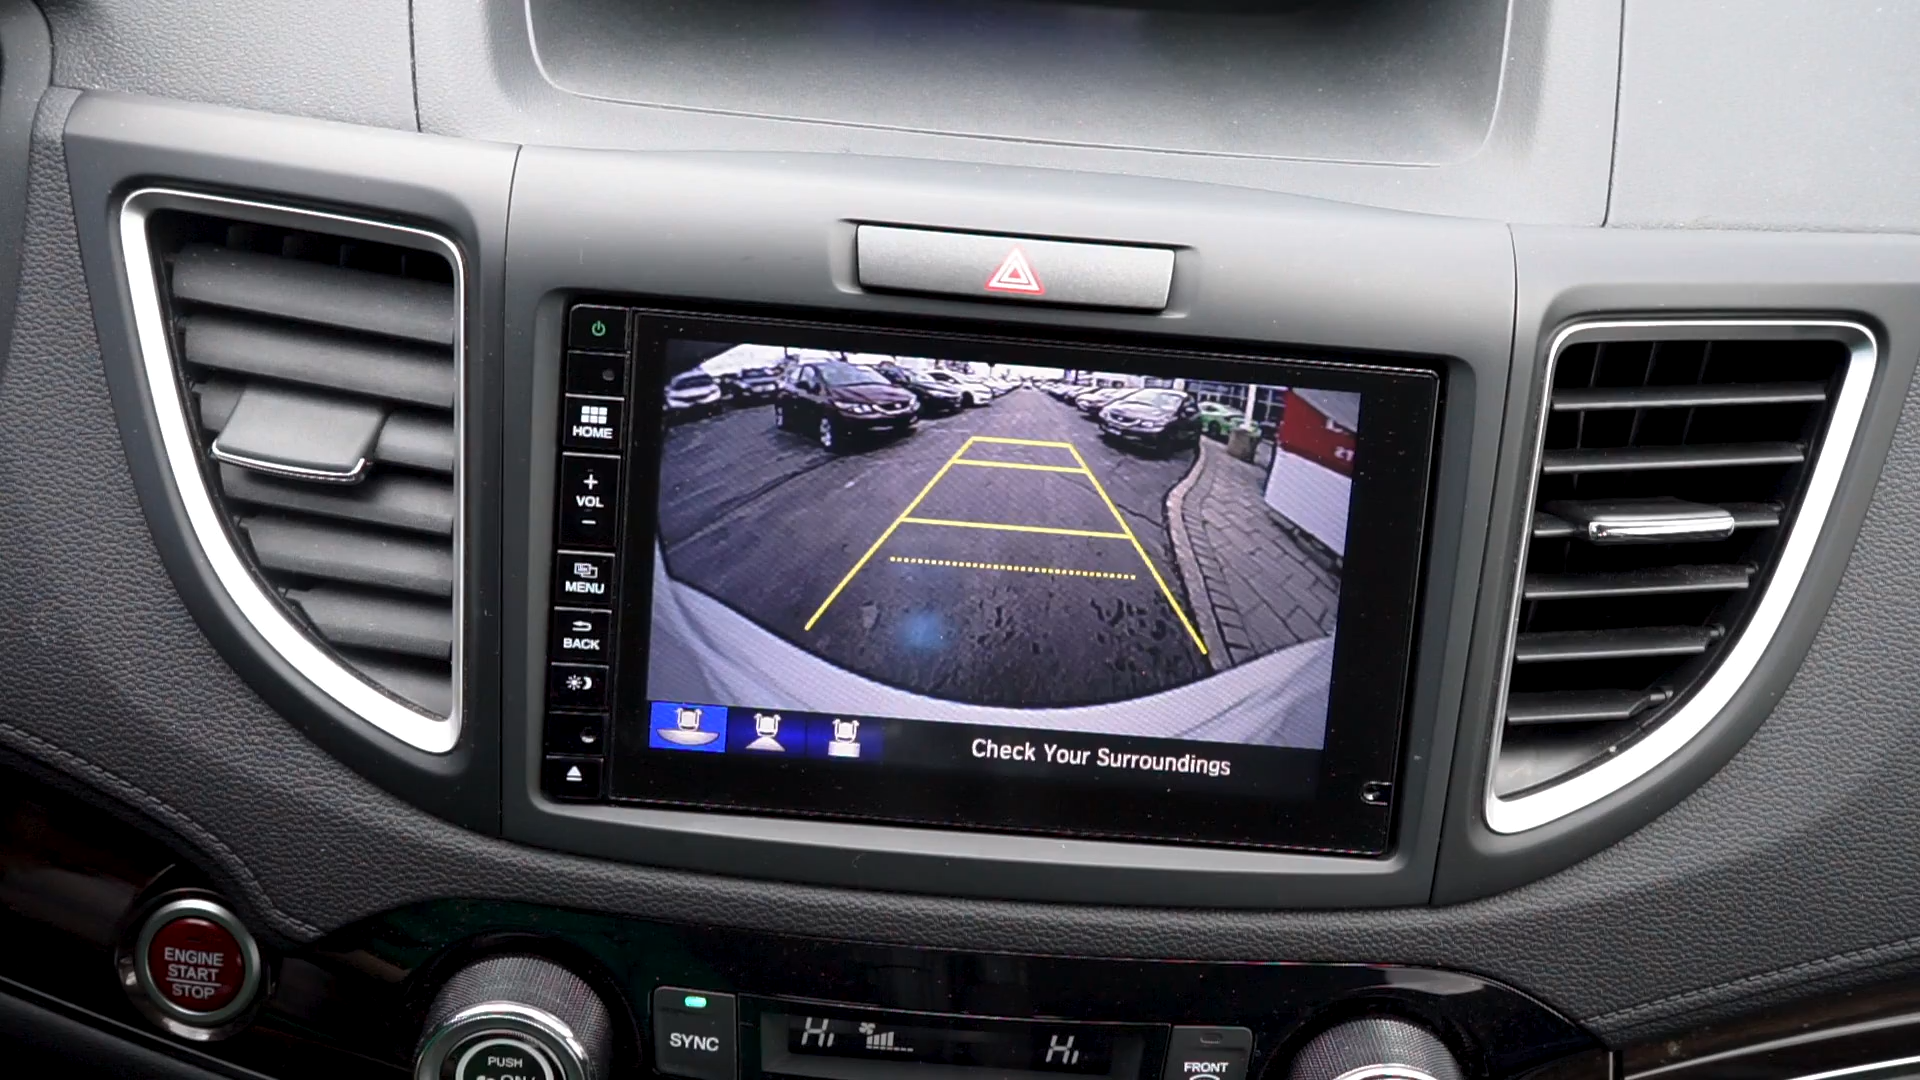 HOME
+
VOL
-
MENU
BACK
Check Your Surroundings
ENGINE
START
STOP
PUSH
SYNC
Hi
Hi
FRONT